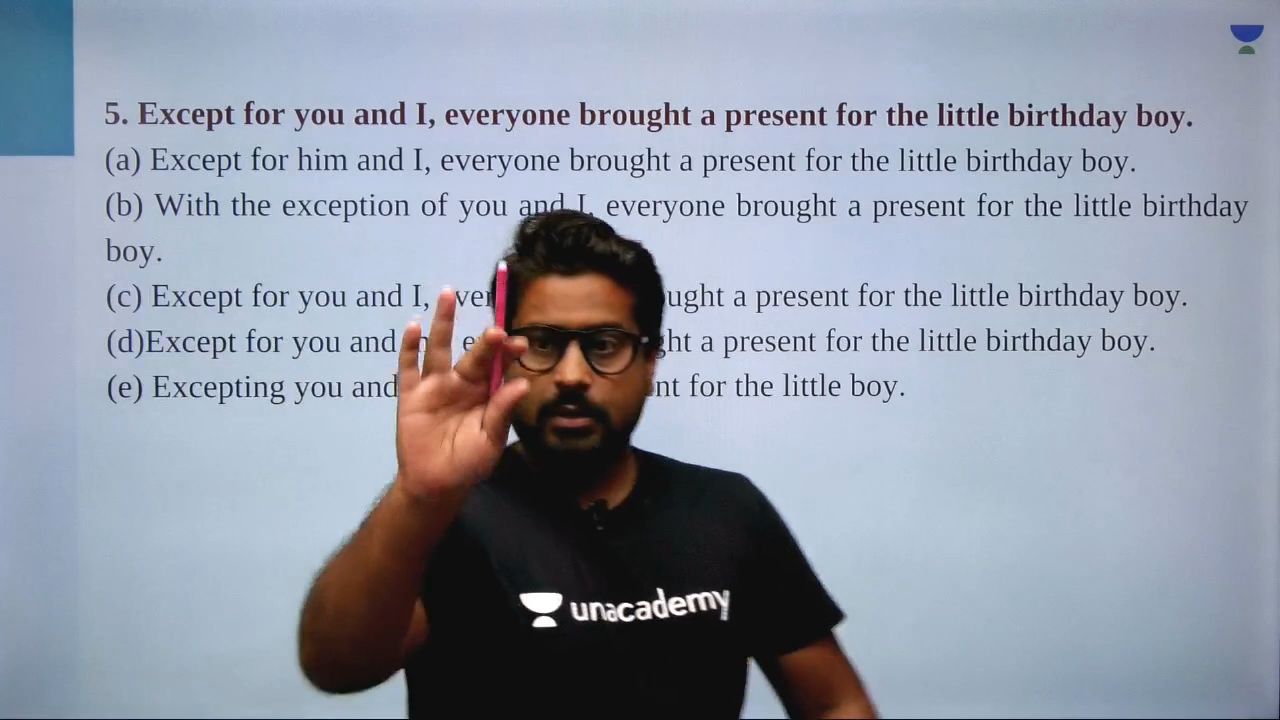 5. Except for you and I, everyone brought a present for the little birthday boy.
(a) Except for him and I, everyone brought a present for the little birthday boy.
(b) With the exception of you and I, everyone brought a present for the little birthday
boy.
(c) Except for you and I, a present for the little birthday boy.
(d)Except for you and a present for the little birthday boy.
(e) Excepting you and for the little boy.
unacademy